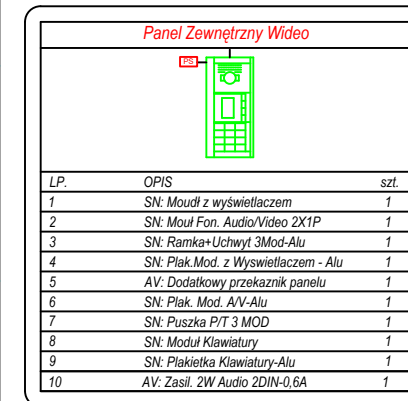 Panel Zewnętrzny Wideo
PS
LP. OPIS szt.
1 SN: Moudł z wyświetlaczem 1
2 SN: Mouł Fon. Audio/Video 2X1P 1
3 SN: Ramka+Uchwyt 3Mod-Alu 1
4 SN: Plak.Mod. z Wyswietlaczem - Alu 1
5 AV: Dodatkowy przekaznik panelu 1
6 SN: Plak. Mod. A/V-Alu 1
7 SN: Puszka P/T 3 MOD 1
8 SN: Moduł Klawiatury 1
9 SN: Plakietka Klawiatury-Alu 1
10 AV: Zasil. 2W Audio 2DIN-0,6A 1